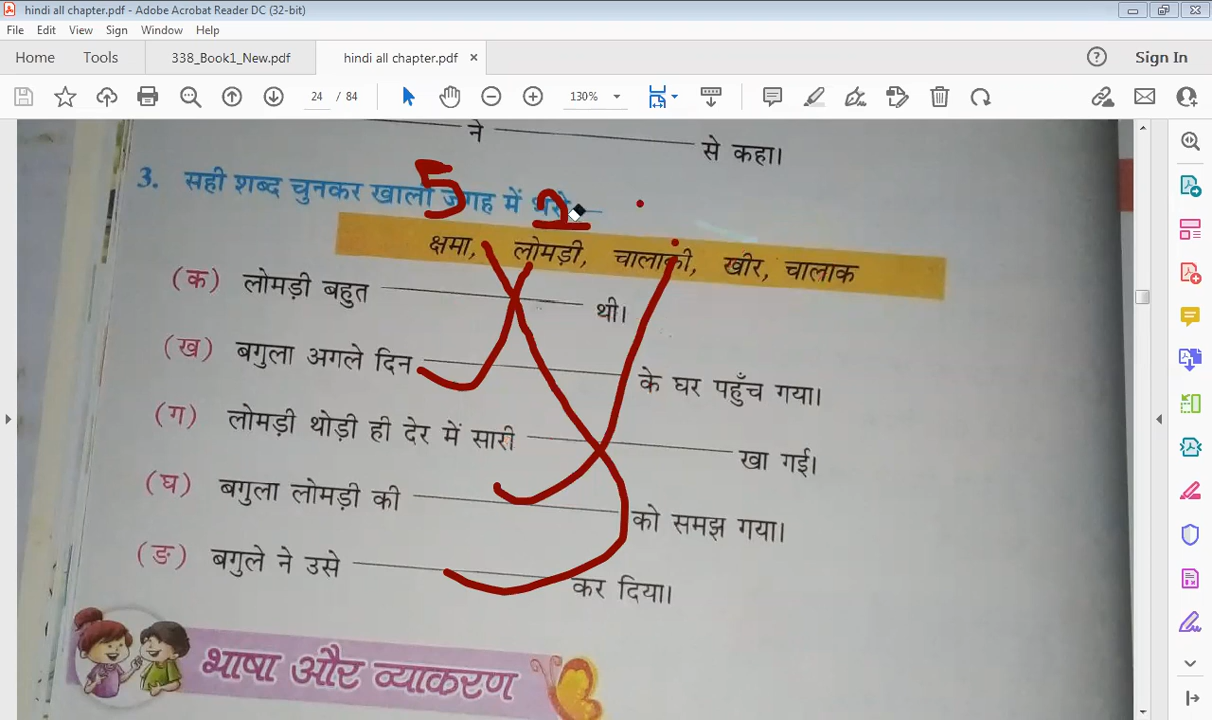 hindi all chapter.pdf - Adobe Acrobat Reader DC (32-bit)
File Edit View Sign Window Help
Home Tools 338_Book1_New.pdf hindi all chapter.pdf × Sign In
24 / 84 130%
ने से कहा।
5 2
3. सही शब्द चुनकर खाली जगह में भरो—
क्षमा, लोमड़ी, चालाकी, खीर, चालाक
(क) लोमड़ी बहुत थी।
(ख) बगुला अगले दिन के घर पहुँच गया।
(ग) लोमड़ी थोड़ी ही देर में सारी खा गई।
(घ) बगुला लोमड़ी की को समझ गया।
(ङ) बगुले ने उसे कर दिया।
भाषा और व्याकरण